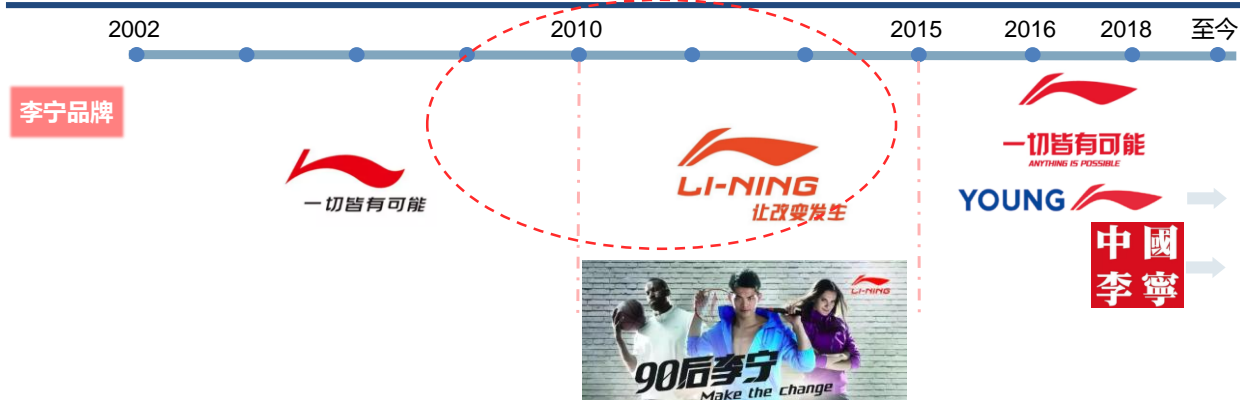 2002 2010 2015 2016 2018 至今
李宁品牌
一切皆有可能
LI-NING
让改变发生
一切皆有可能
ANYTHING IS POSSIBLE
YOUNG
中國
李寧
LI-NING
90后李宁
Make the change